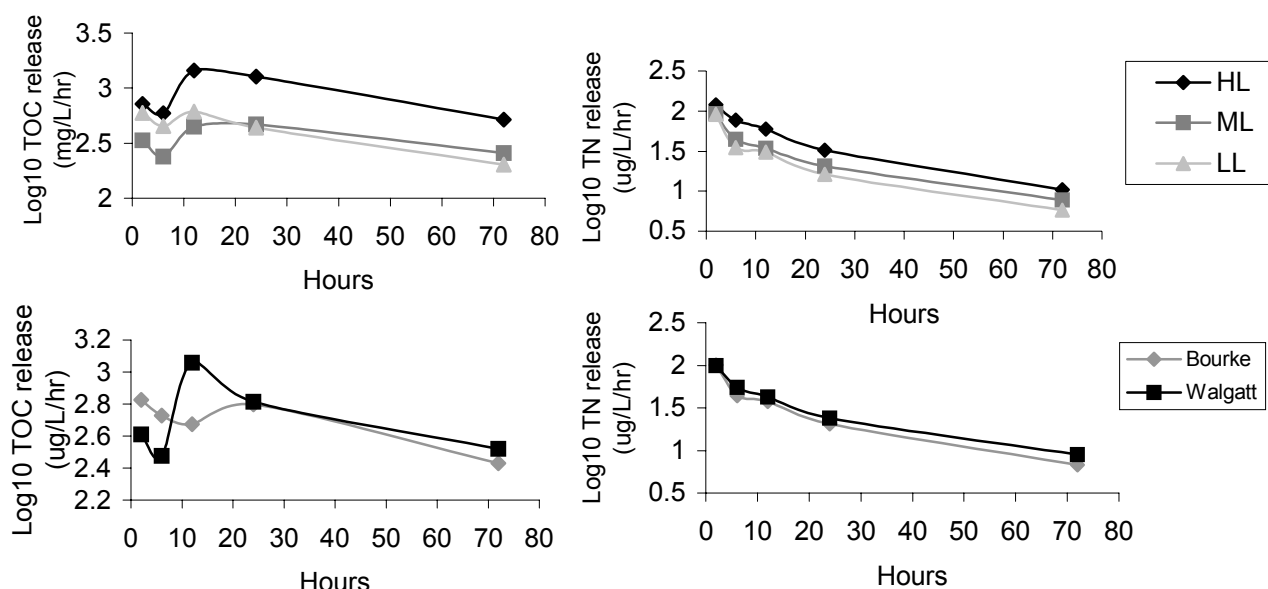 Log10 TOC release
(mg/L/hr)
3.5
3
2.5
2
0 10 20 30 40 50 60 70 80
Hours
Log10 TN release
(ug/L/hr)
2.5
2
1.5
1
0.5
0 10 20 30 40 50 60 70 80
Hours
HL
ML
LL
Log10 TOC release
(ug/L/hr)
3.2
3
2.8
2.6
2.4
2.2
0 10 20 30 40 50 60 70 80
Hours
Log10 TN release
(ug/L/hr)
2.5
2
1.5
1
0.5
0 10 20 30 40 50 60 70 80
Hours
Bourke
Walgatt